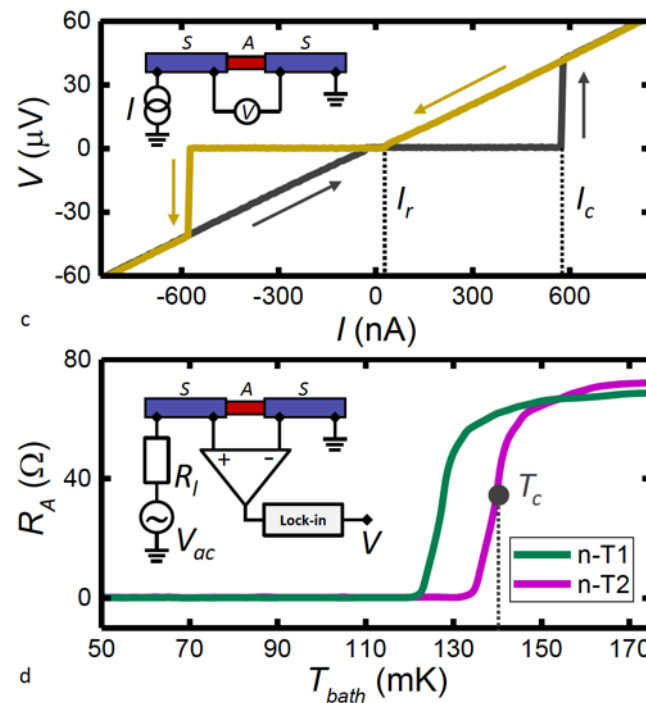 60
30
0
-30
-60
V (μV)
S A S
I
V
I_r
I_c
-600 -300 0 300 600
c
I (nA)
80
40
0
R_A (Ω)
S A S
+ -
R_l
V_ac
Lock-in
V
T_c
n-T1
n-T2
50 70 90 110 130 150 170
d
T_bath (mK)